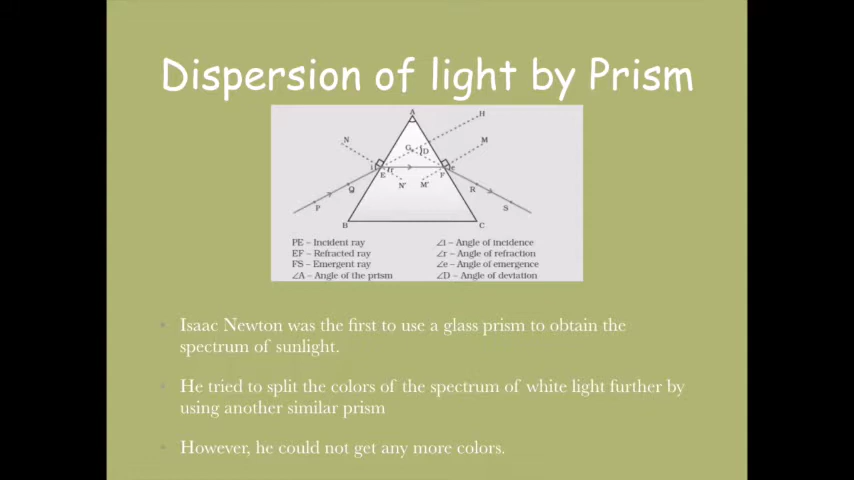 Dispersion of light by Prism
A
H
N
M
G
D
i
E
r
F
e
N'
M'
Q
R
P
S
B
C
PE – Incident ray
EF – Refracted ray
FS – Emergent ray
∠A – Angle of the prism
∠i – Angle of incidence
∠r – Angle of refraction
∠e – Angle of emergence
∠D – Angle of deviation
Isaac Newton was the first to use a glass prism to obtain the
spectrum of sunlight.
He tried to split the colors of the spectrum of white light further by
using another similar prism
However, he could not get any more colors.